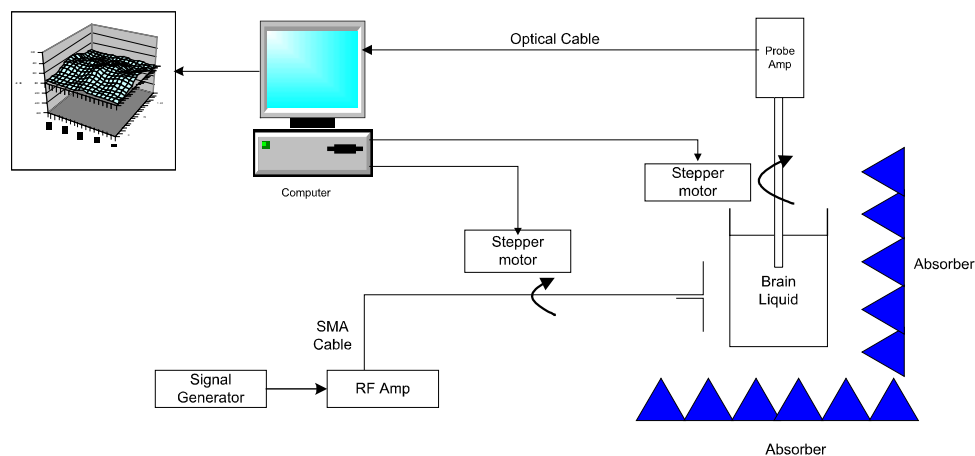 Optical Cable
Probe
Amp
Computer
Stepper
motor
Stepper
motor
Brain
Liquid
Absorber
SMA
Cable
Signal
Generator
RF Amp
Absorber